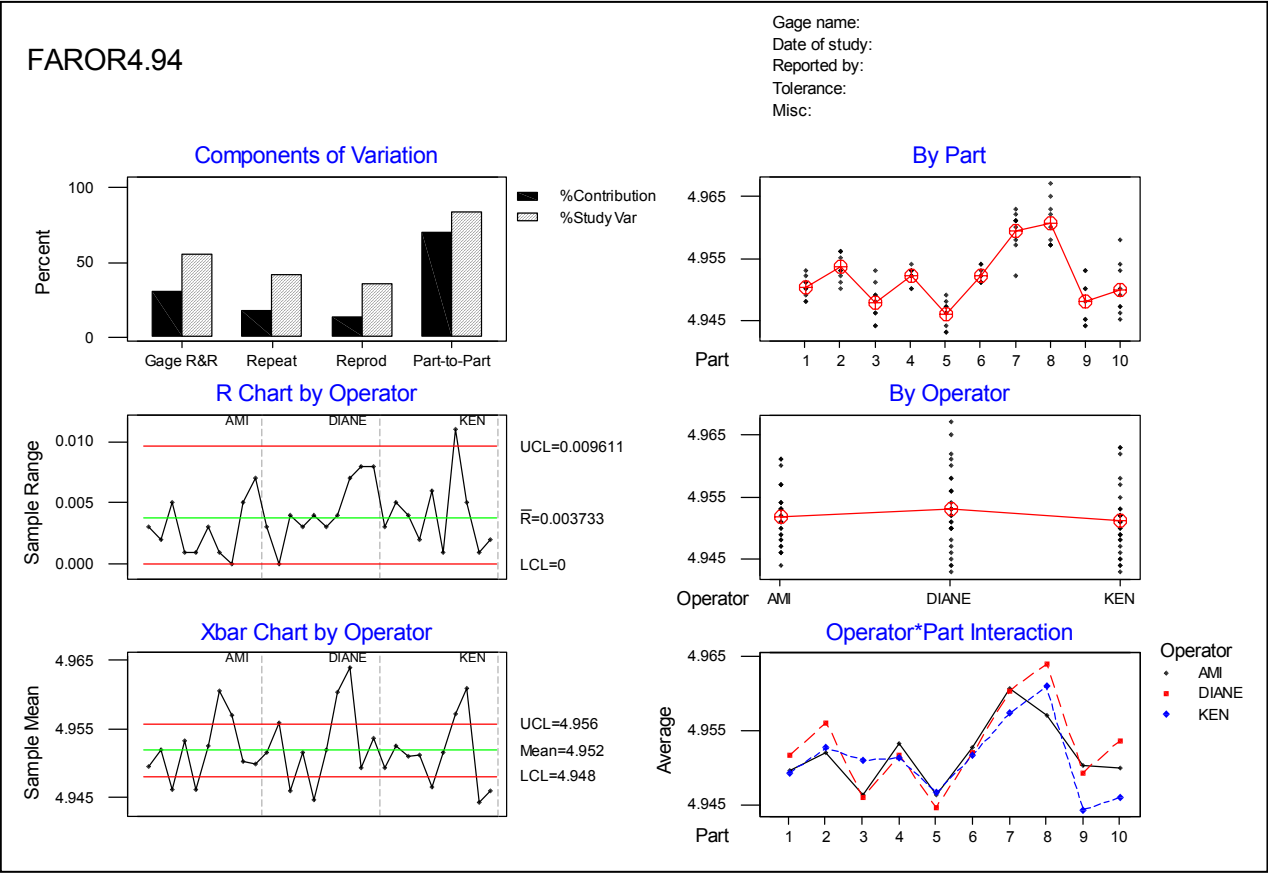 FAROR4.94
Gage name:
Date of study:
Reported by:
Tolerance:
Misc:
Components of Variation
100
50
0
Percent
Gage R&R Repeat Reprod Part-to-Part
%Contribution
%Study Var
By Part
4.965
4.955
4.945
Part 1 2 3 4 5 6 7 8 9 10
R Chart by Operator
AMI DIANE KEN
0.010
0.005
0.000
Sample Range
UCL=0.009611
R̅=0.003733
LCL=0
By Operator
4.965
4.955
4.945
Operator AMI DIANE KEN
Xbar Chart by Operator
AMI DIANE KEN
4.965
4.955
4.945
Sample Mean
UCL=4.956
Mean=4.952
LCL=4.948
Operator*Part Interaction
4.965
4.955
4.945
Average
Part 1 2 3 4 5 6 7 8 9 10
Operator
AMI
DIANE
KEN